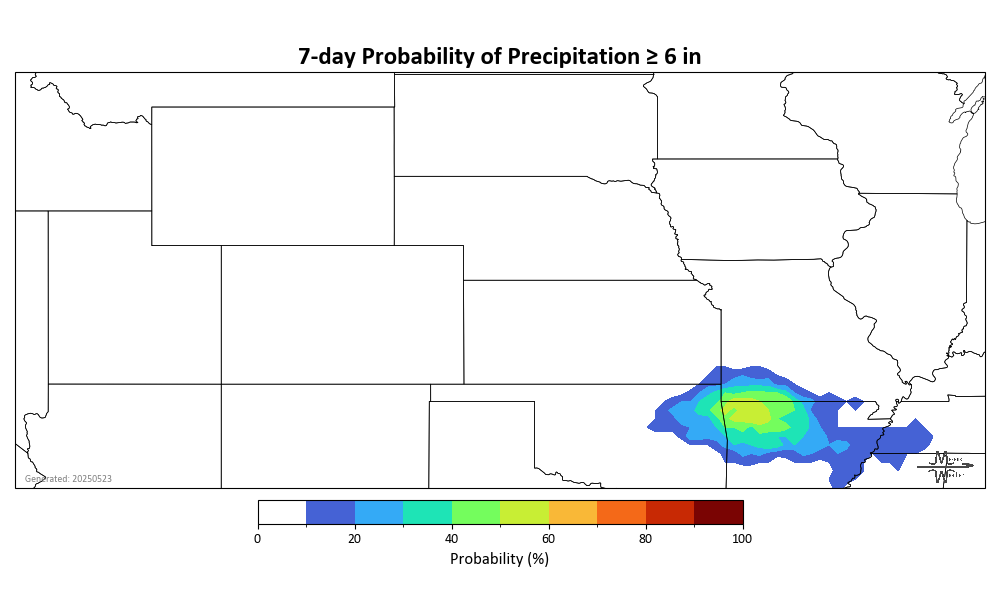 7-day Probability of Precipitation ≥ 6 in
Generated: 20250523
0 20 40 60 80 100
Probability (%)